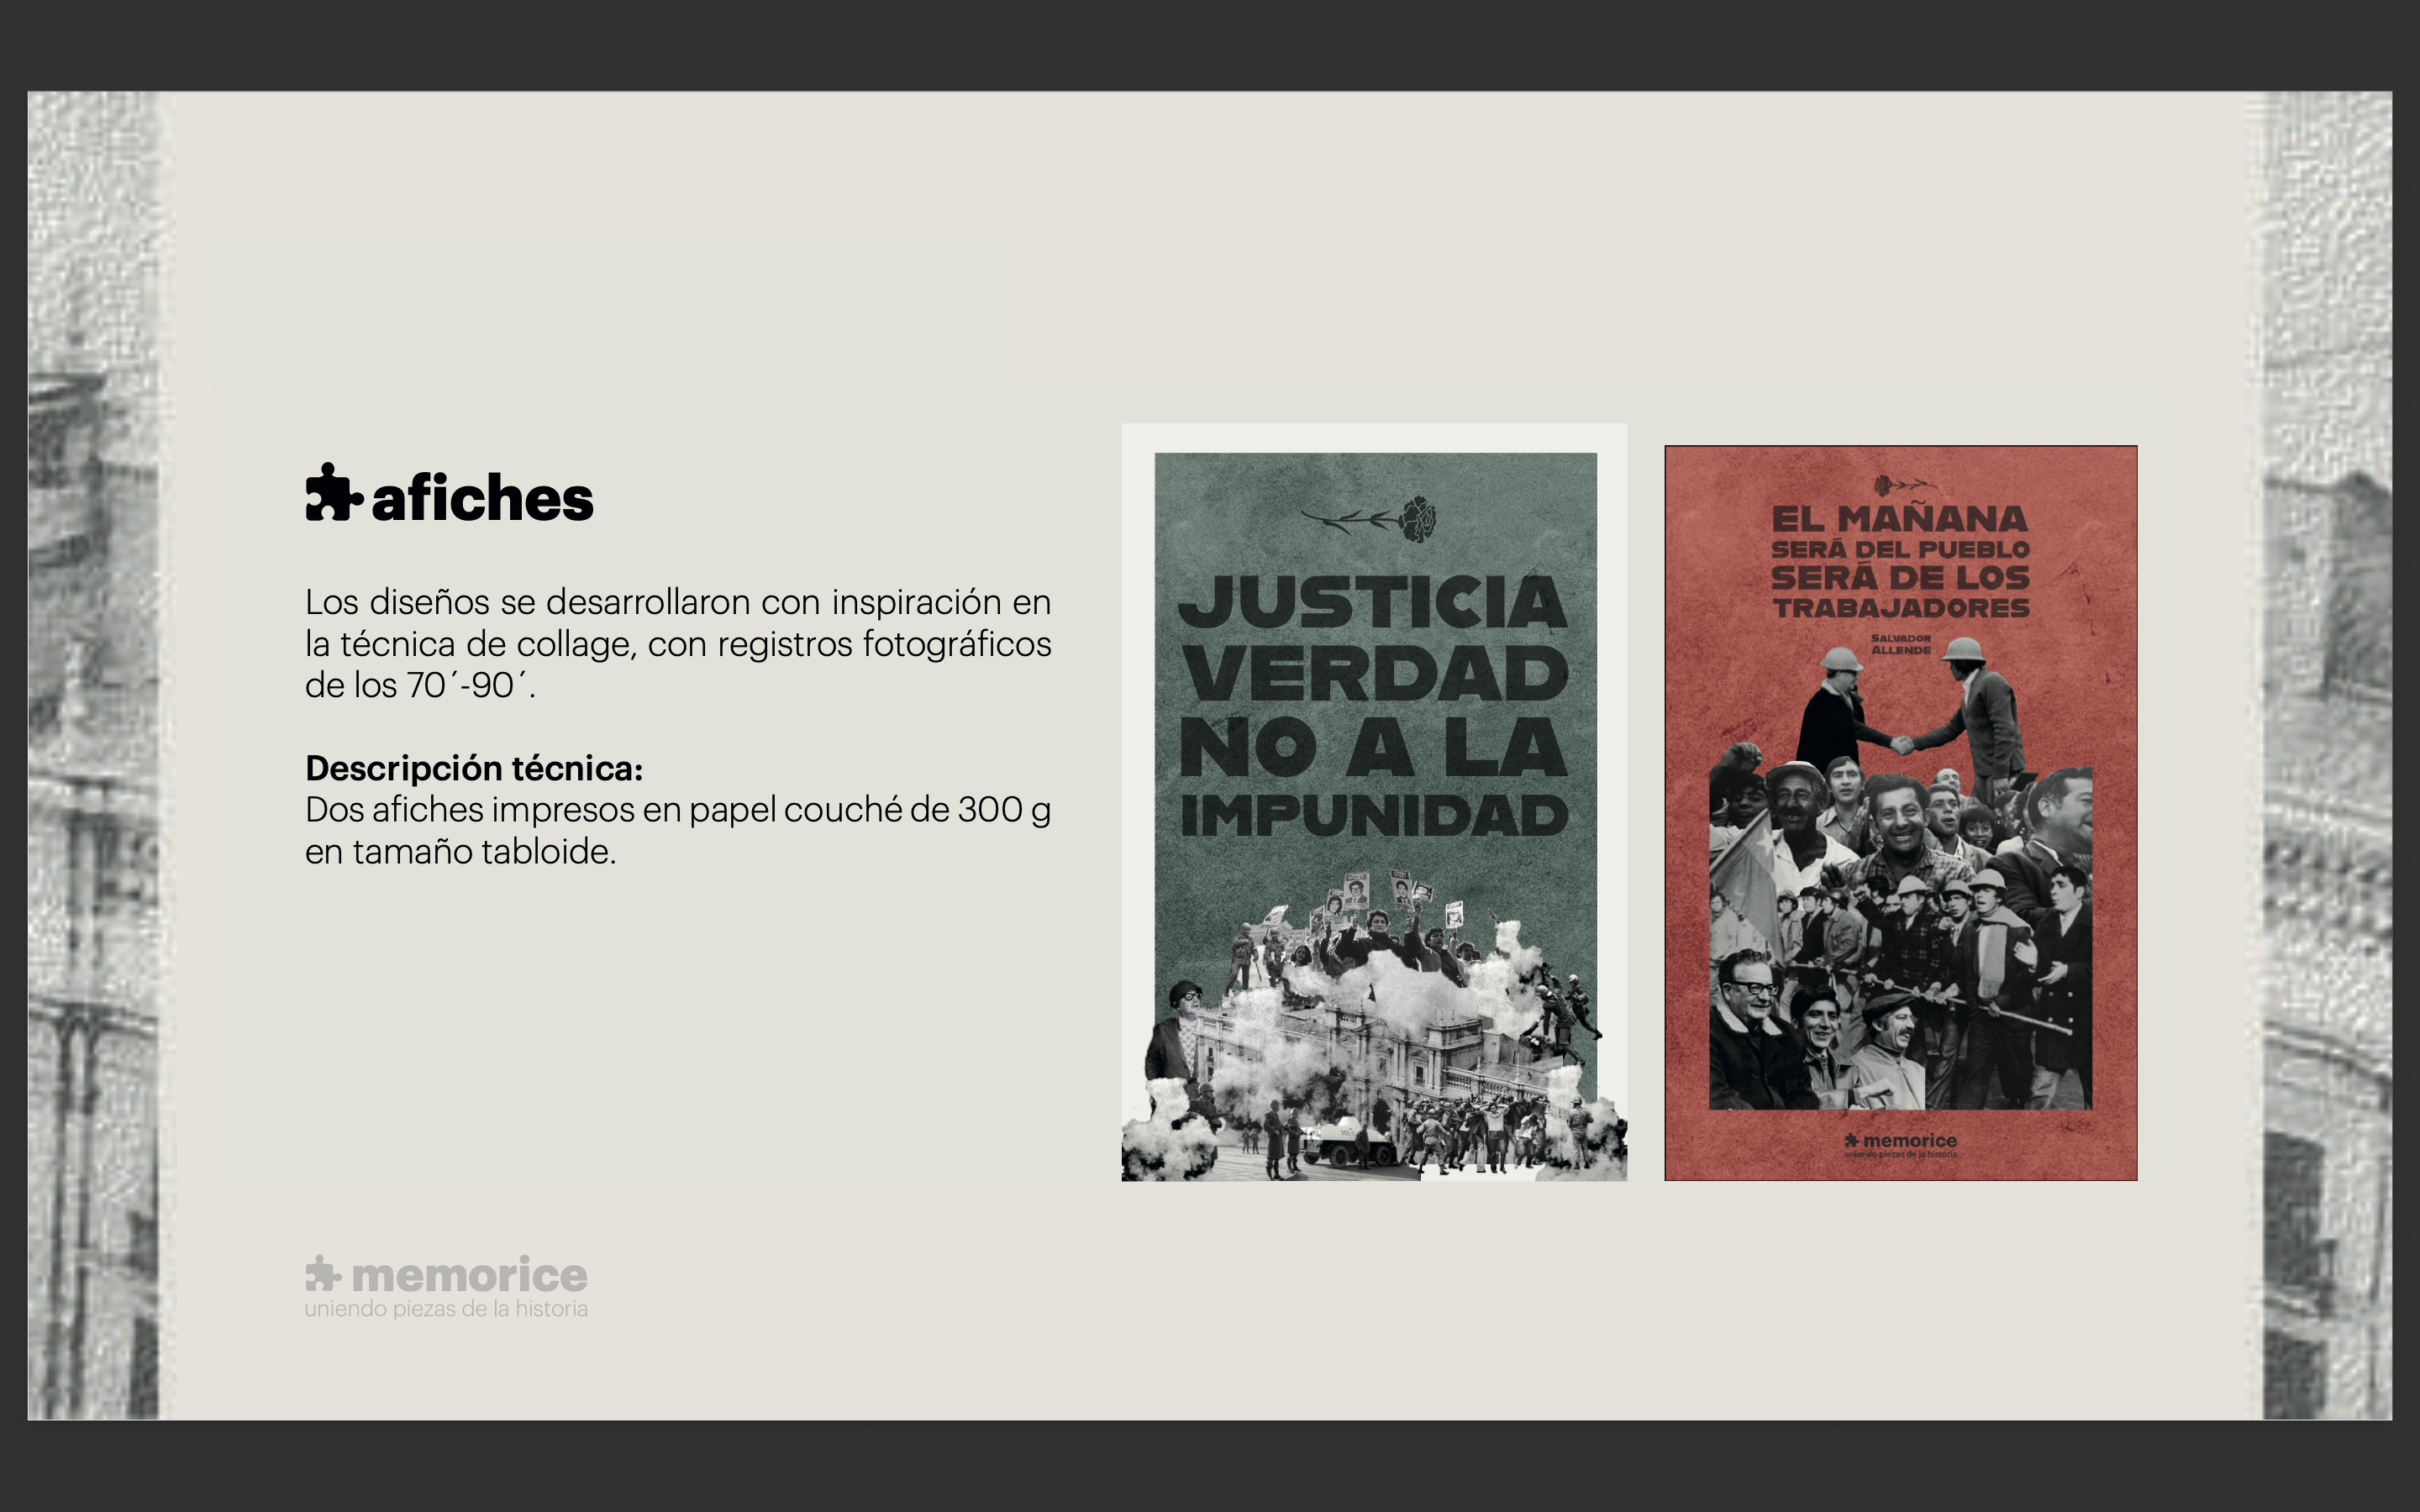 afiches
Los diseños se desarrollaron con inspiración en
la técnica de collage, con registros fotográficos
de los 70´-90´.
Descripción técnica:
Dos afiches impresos en papel couché de 300 g
en tamaño tabloide.
JUSTICIA
VERDAD
NO A LA
IMPUNIDAD
EL MAÑANA
SERÁ DEL PUEBLO
SERÁ DE LOS
TRABAJADORES
SALVADOR
ALLENDE
memorice
uniendo piezas de la historia
memorice
uniendo piezas de la historia